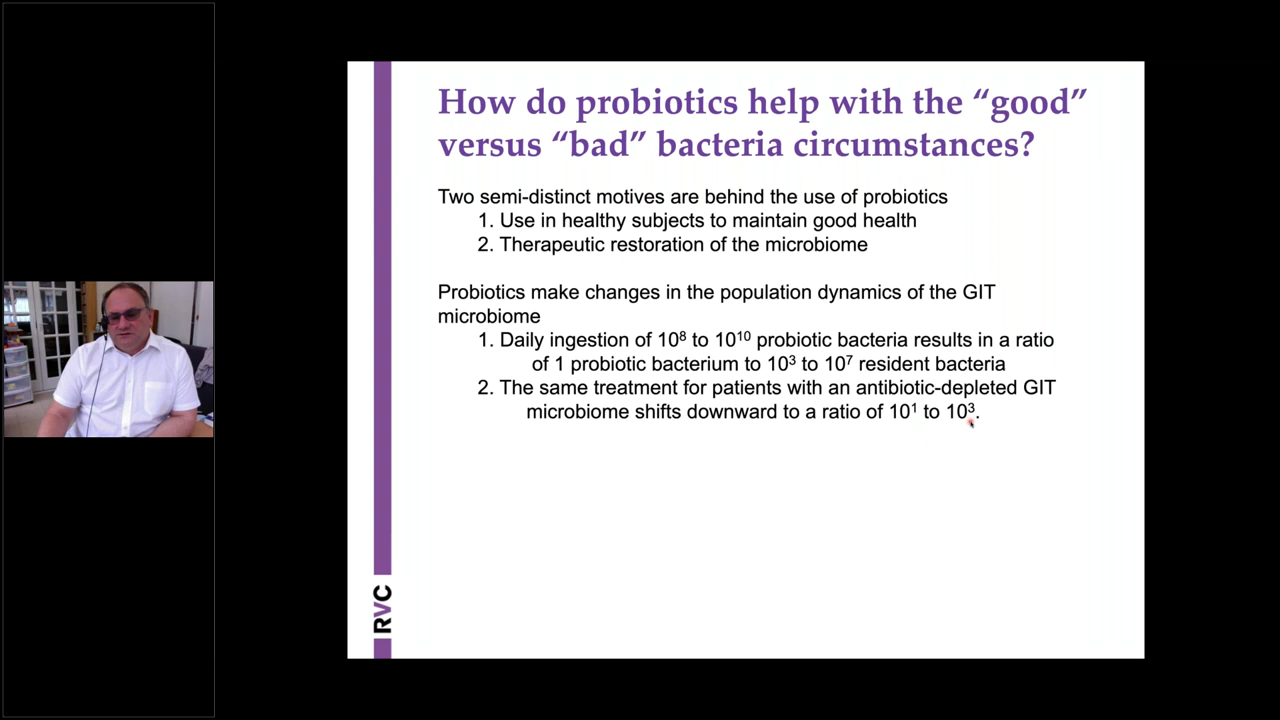 How do probiotics help with the “good”
versus “bad” bacteria circumstances?
Two semi-distinct motives are behind the use of probiotics
1. Use in healthy subjects to maintain good health
2. Therapeutic restoration of the microbiome
Probiotics make changes in the population dynamics of the GIT
microbiome
1. Daily ingestion of 10⁸ to 10¹⁰ probiotic bacteria results in a ratio
of 1 probiotic bacterium to 10³ to 10⁷ resident bacteria
2. The same treatment for patients with an antibiotic-depleted GIT
microbiome shifts downward to a ratio of 10¹ to 10³.
RVC